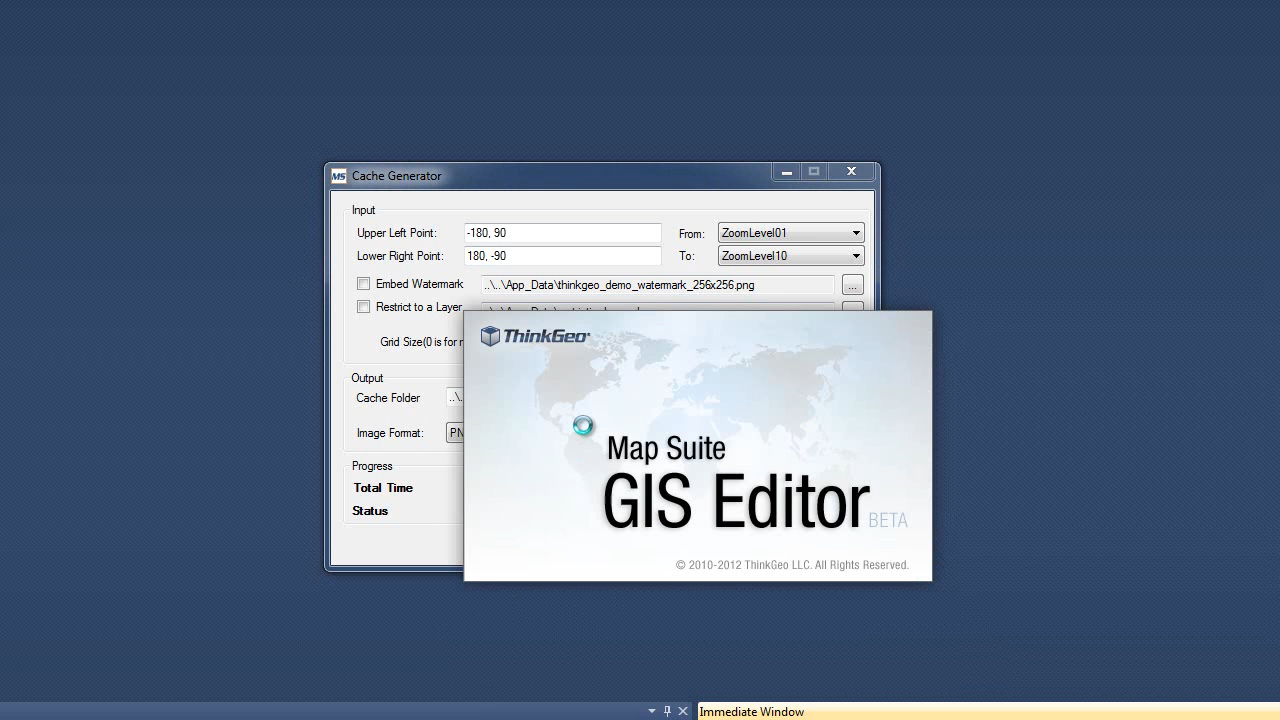 MS Cache Generator
Input
Upper Left Point: -180, 90 From: ZoomLevel01
Lower Right Point: 180, -90 To: ZoomLevel10
Embed Watermark ..\..\App_Data\thinkgeo_demo_watermark_256x256.png ...
Restrict to a Layer
Grid Size(0 is for
Output
Cache Folder ..\.
Image Format: PN
Progress
Total Time
Status
ThinkGeo
Map Suite
GIS Editor BETA
© 2010-2012 ThinkGeo LLC. All Rights Reserved.
Immediate Window